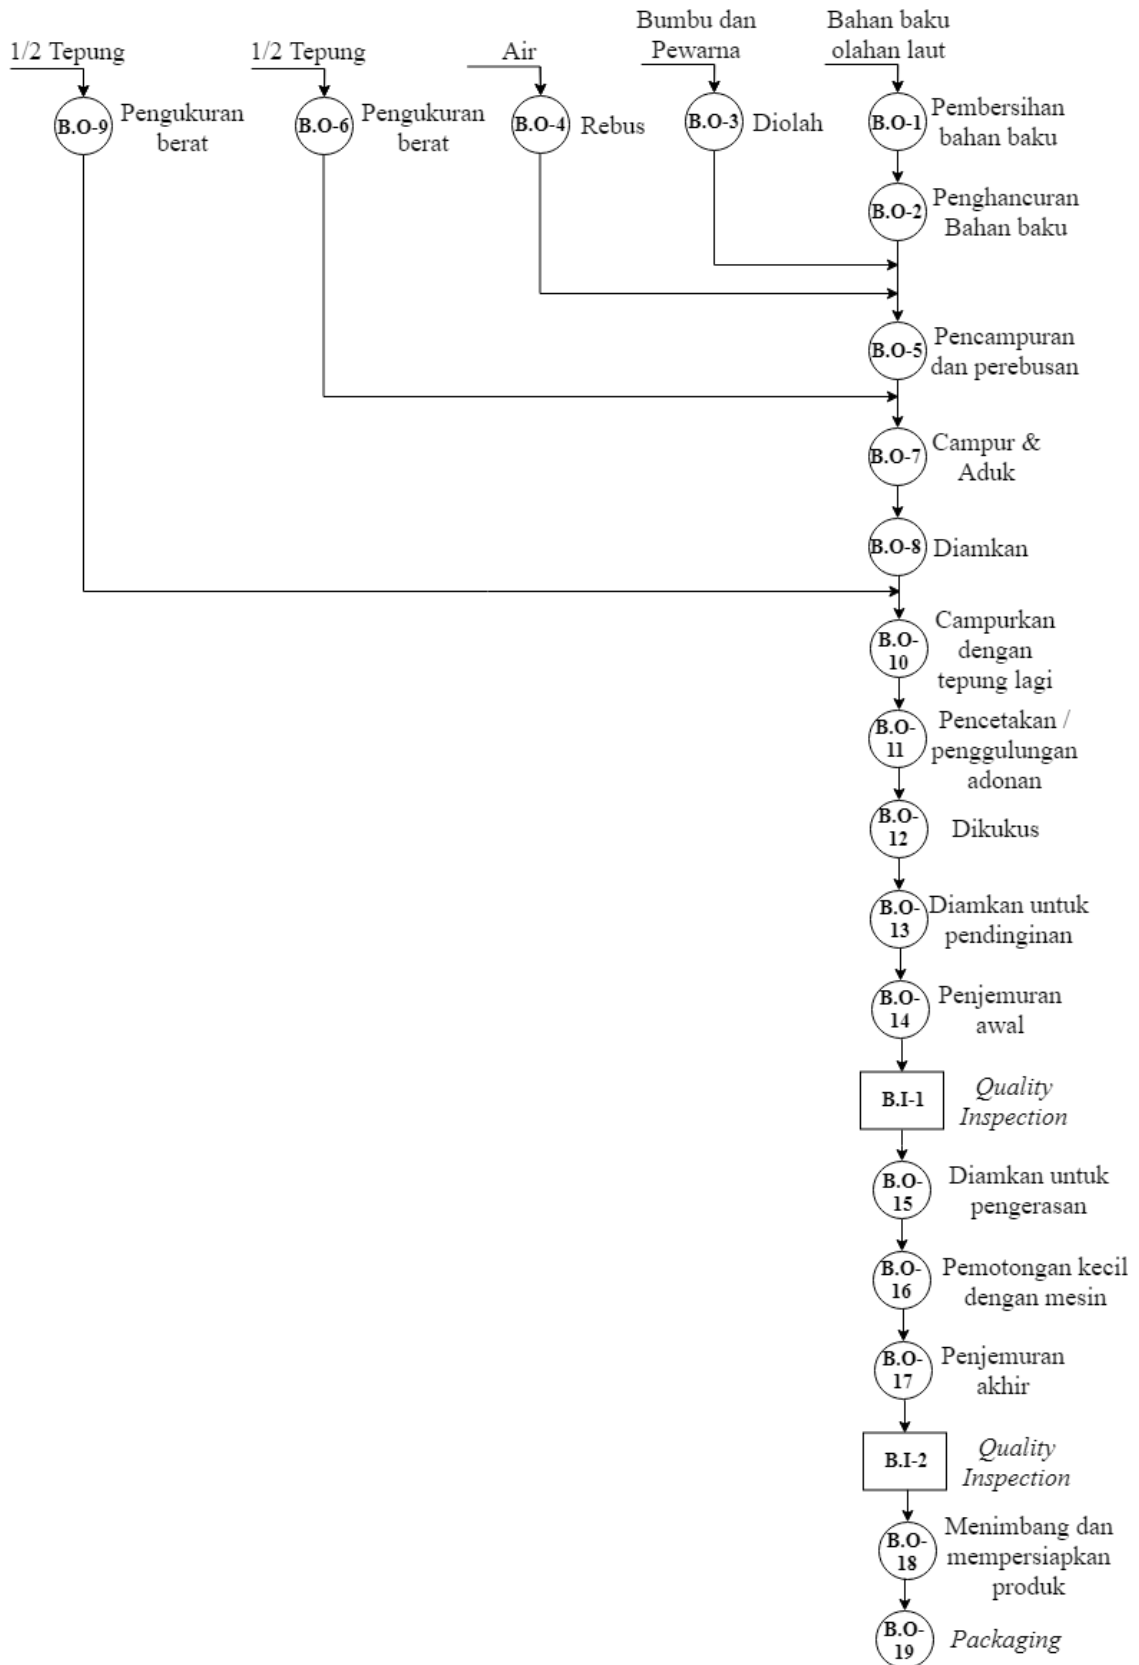 1/2 Tepung
1/2 Tepung
Air
Bumbu dan
Pewarna
Bahan baku
olahan laut
B.O-9
Pengukuran
berat
B.O-6
Pengukuran
berat
B.O-4
Rebus
B.O-3
Diolah
B.O-1
Pembersihan
bahan baku
B.O-2
Penghancuran
Bahan baku
B.O-5
Pencampuran
dan perebusan
B.O-7
Campur &
Aduk
B.O-8
Diamkan
B.O-
10
Campurkan
dengan
tepung lagi
B.O-
11
Pencetakan /
penggulungan
adonan
B.O-
12
Dikukus
B.O-
13
Diamkan untuk
pendinginan
B.O-
14
Penjemuran
awal
B.I-1
Quality
Inspection
B.O-
15
Diamkan untuk
pengerasan
B.O-
16
Pemotongan kecil
dengan mesin
B.O-
17
Penjemuran
akhir
B.I-2
Quality
Inspection
B.O-
18
Menimbang dan
mempersiapkan
produk
B.O-
19
Packaging